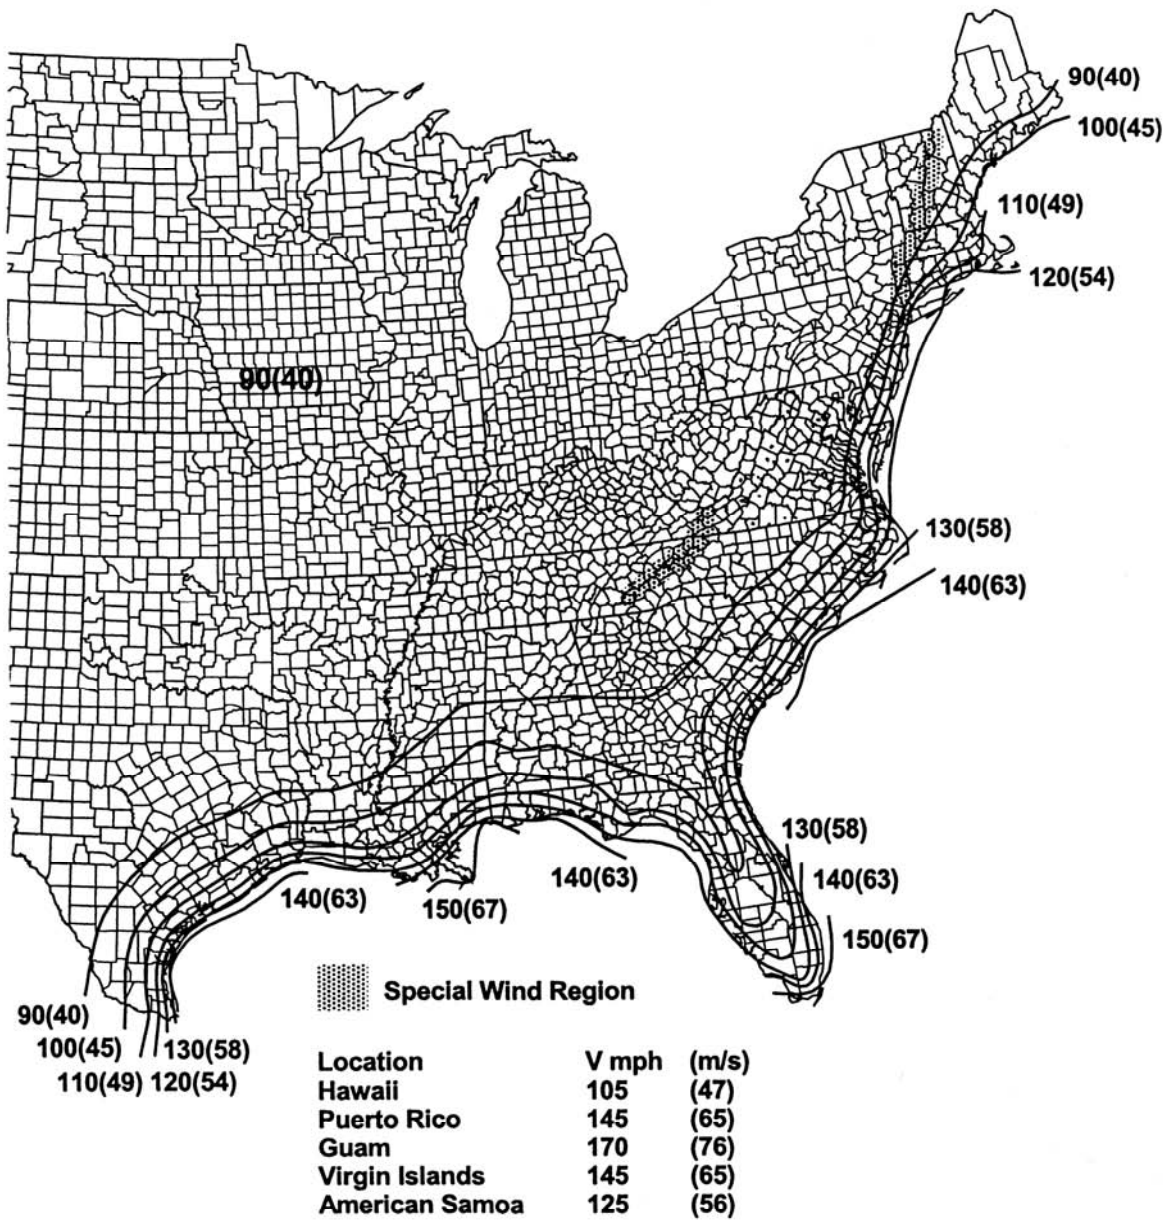 90(40)
100(45)
110(49)
120(54)
90(40)
130(58)
140(63)
130(58)
140(63)
140(63)
140(63)
150(67)
150(67)
Special Wind Region
90(40)
100(45) 130(58)
110(49) 120(54)
Location V mph (m/s)
Hawaii 105 (47)
Puerto Rico 145 (65)
Guam 170 (76)
Virgin Islands 145 (65)
American Samoa 125 (56)